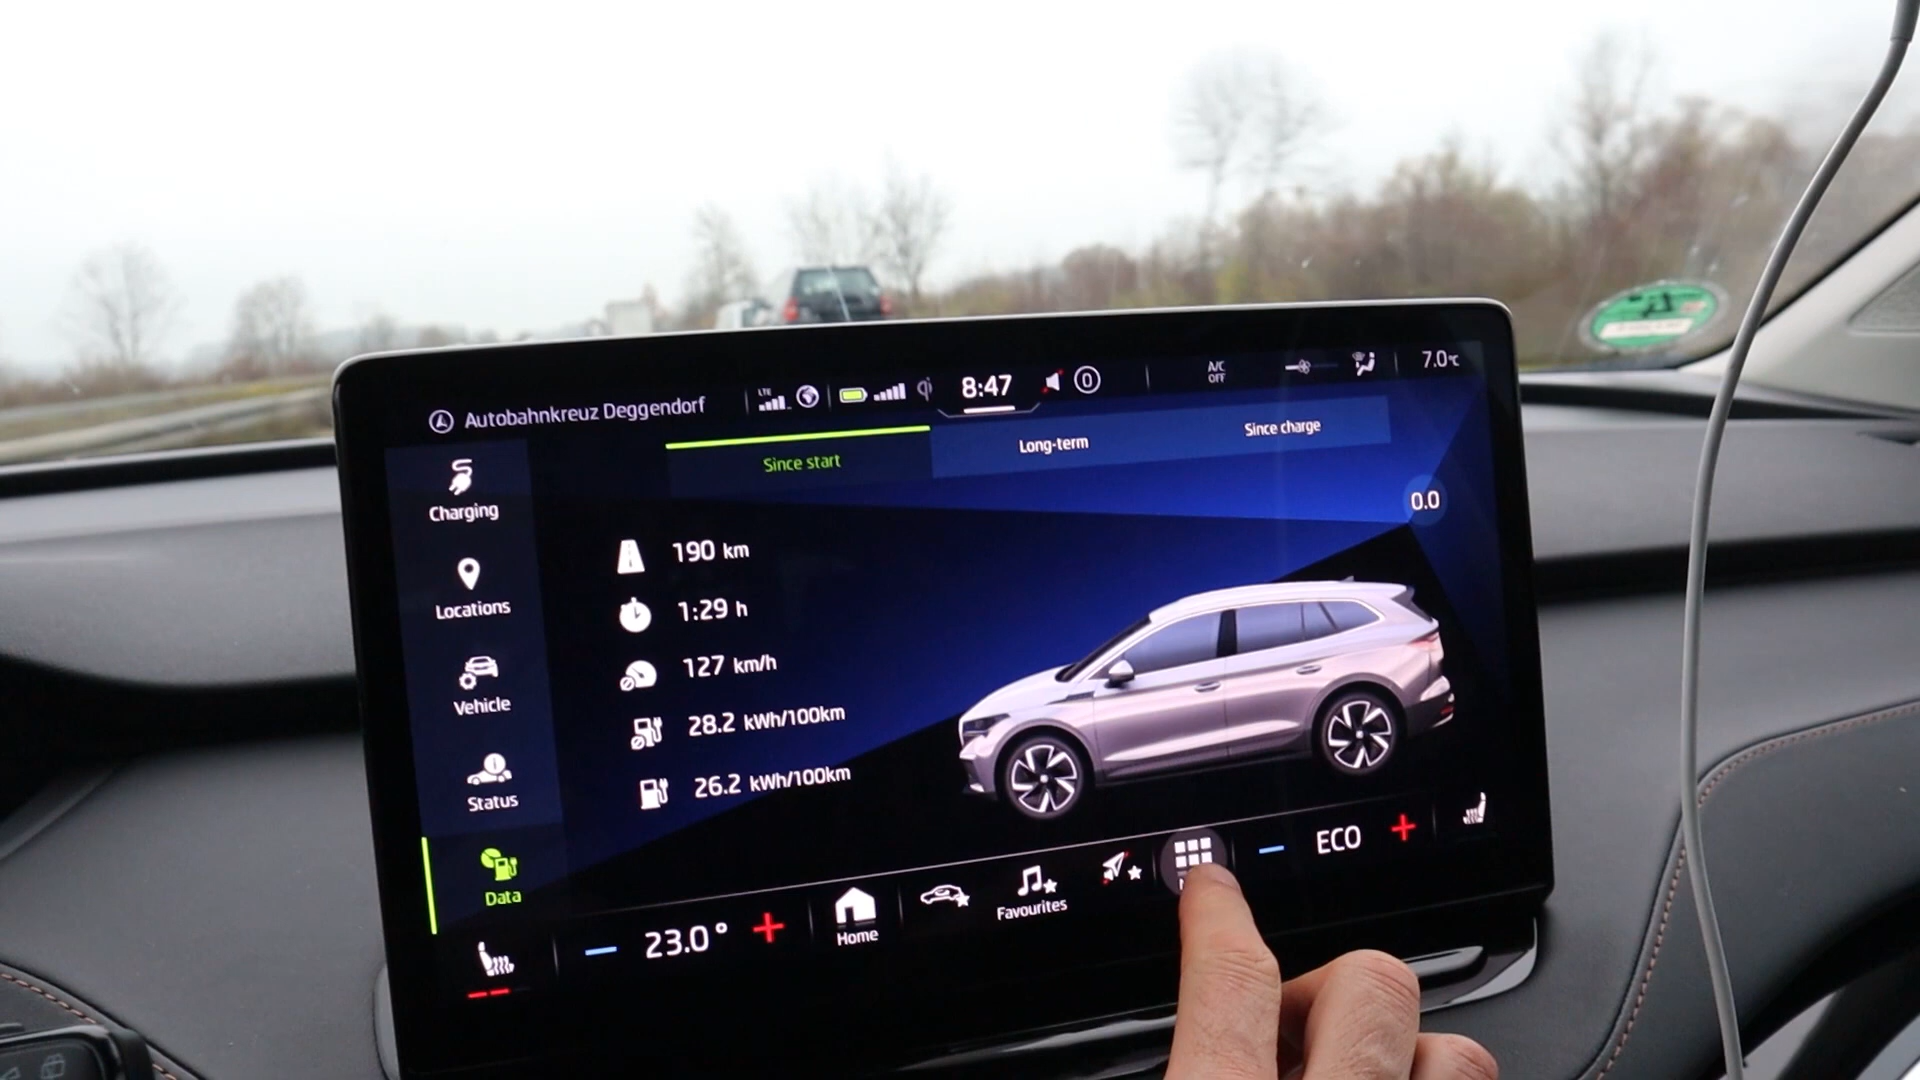 Autobahnkreuz Deggendorf
LTE
8:47
0
A/C
OFF
7.0°C
Since start
Long-term
Since charge
Charging
Locations
Vehicle
Status
Data
190 km
1:29 h
127 km/h
28.2 kWh/100km
26.2 kWh/100km
0.0
23.0°
Home
Favourites
ECO